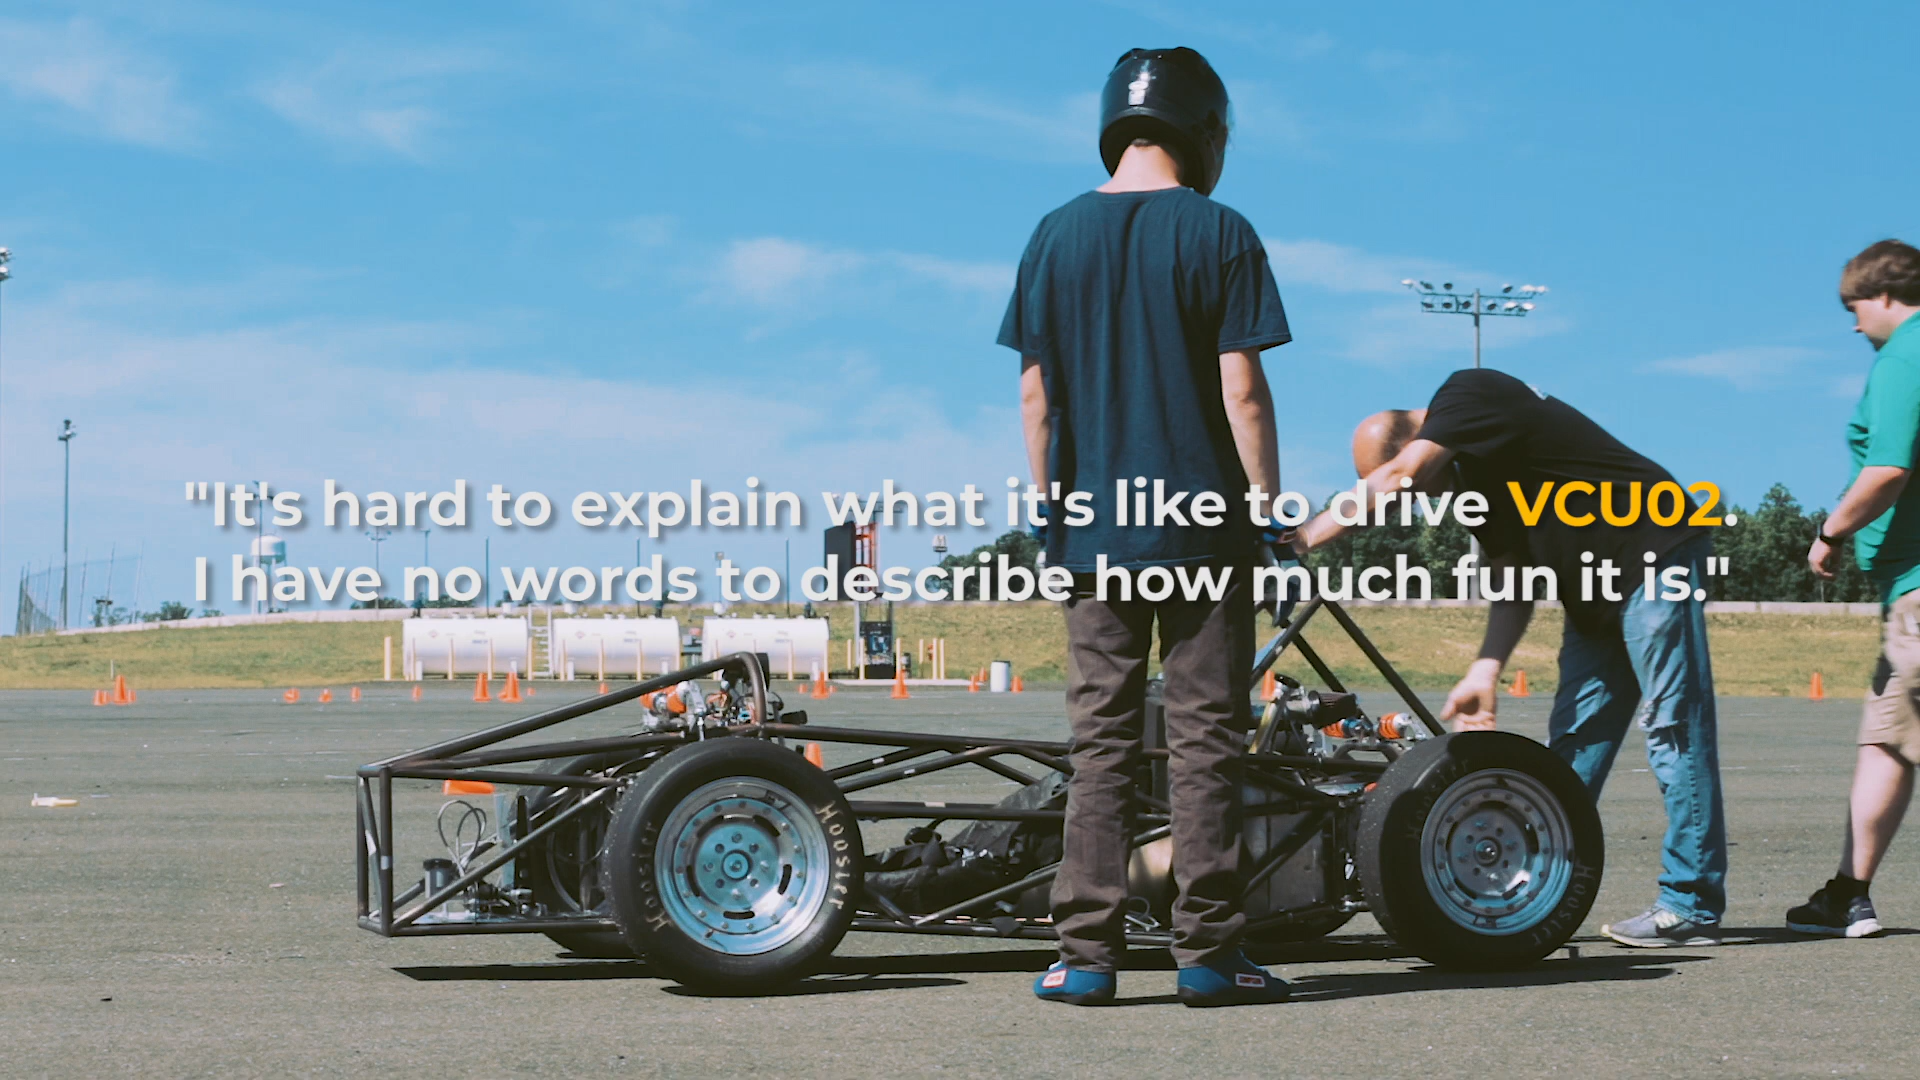 "It's hard to explain what it's like to drive VCU02.
I have no words to describe how much fun it is."
Hoosier
Hoosier
Hoosier
Hoosier